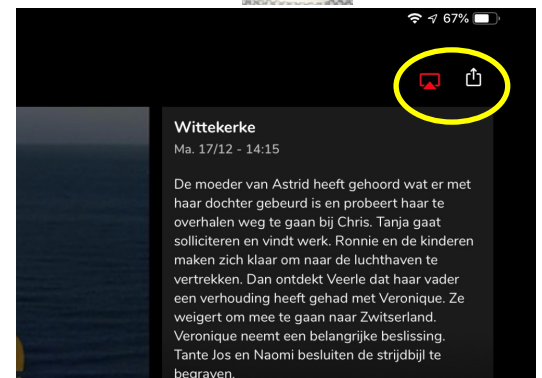 67%
Wittekerke
Ma. 17/12 - 14:15
De moeder van Astrid heeft gehoord wat er met
haar dochter gebeurd is en probeert haar te
overhalen weg te gaan bij Chris. Tanja gaat
solliciteren en vindt werk. Ronnie en de kinderen
maken zich klaar om naar de luchthaven te
vertrekken. Dan ontdekt Veerle dat haar vader
een verhouding heeft gehad met Veronique. Ze
weigert om mee te gaan naar Zwitserland.
Veronique neemt een belangrijke beslissing.
Tante Jos en Naomi besluiten de strijdbijl te
begraven.